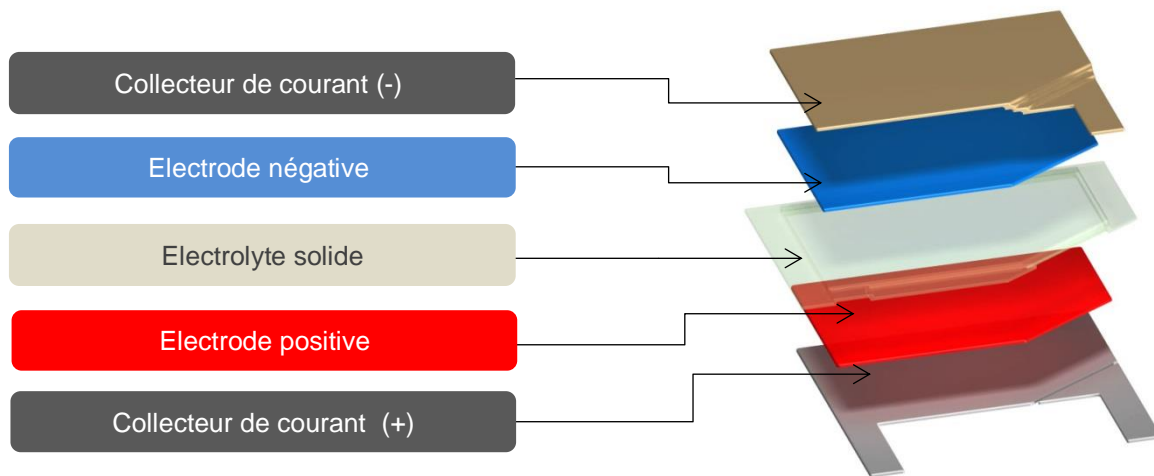 Collecteur de courant (-)
Electrode négative
Electrolyte solide
Electrode positive
Collecteur de courant (+)